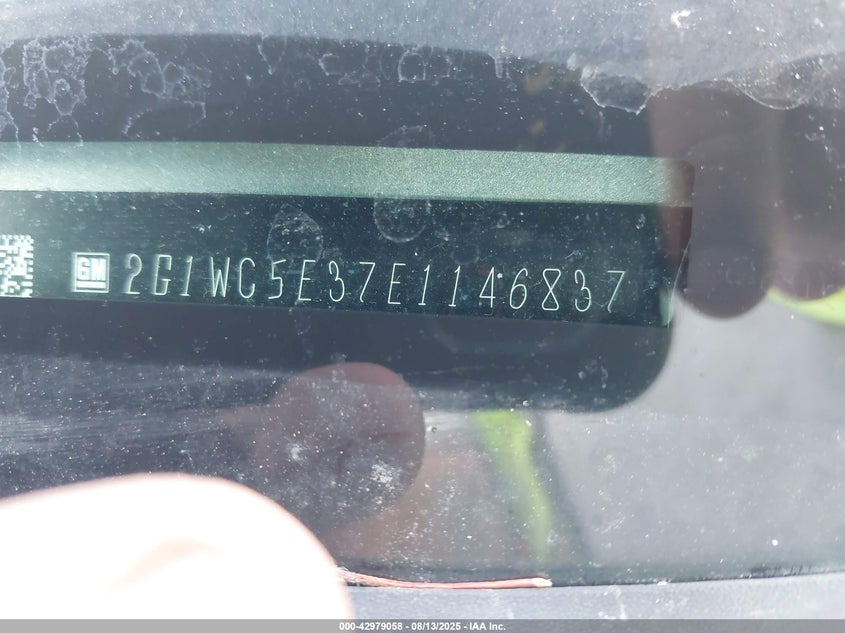 GM 2G1WC5E37E1146837
000-42979058 - 08/13/2025 - IAA Inc.